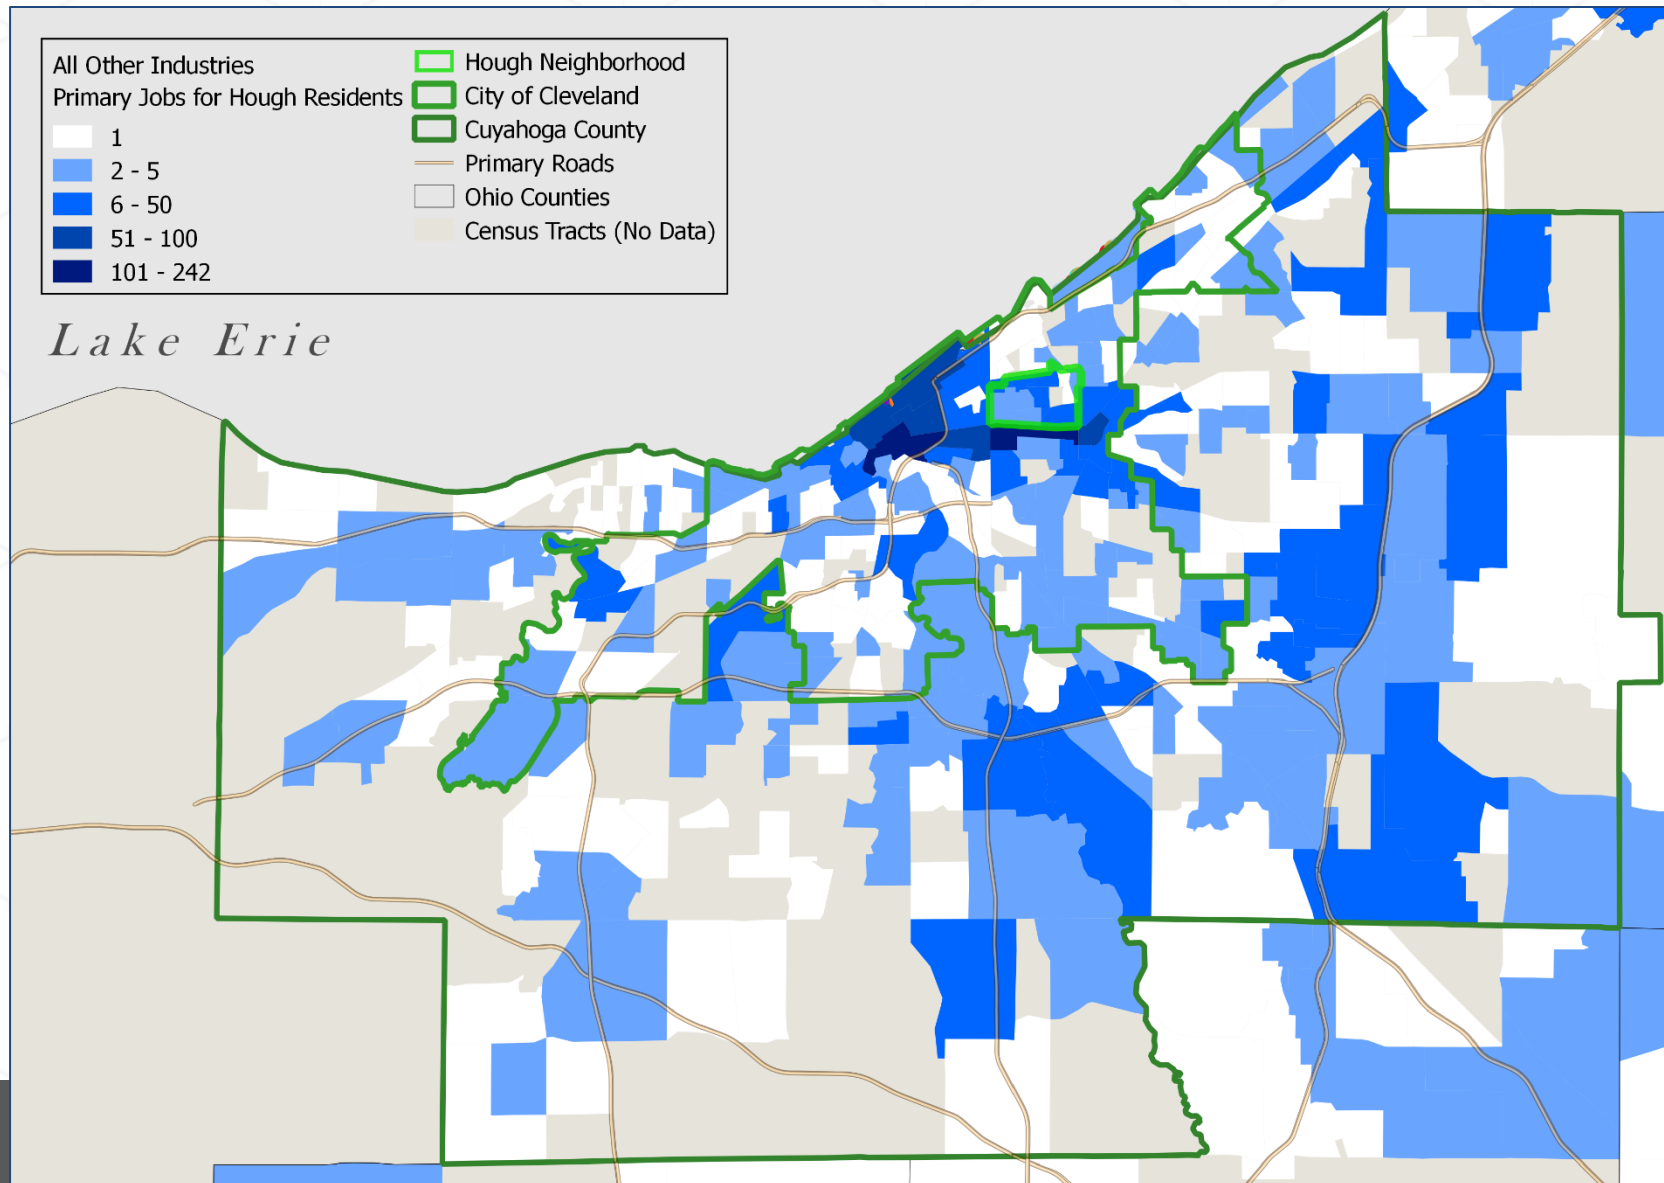 All Other Industries
Primary Jobs for Hough Residents
1
2 - 5
6 - 50
51 - 100
101 - 242
Hough Neighborhood
City of Cleveland
Cuyahoga County
Primary Roads
Ohio Counties
Census Tracts (No Data)
Lake Erie